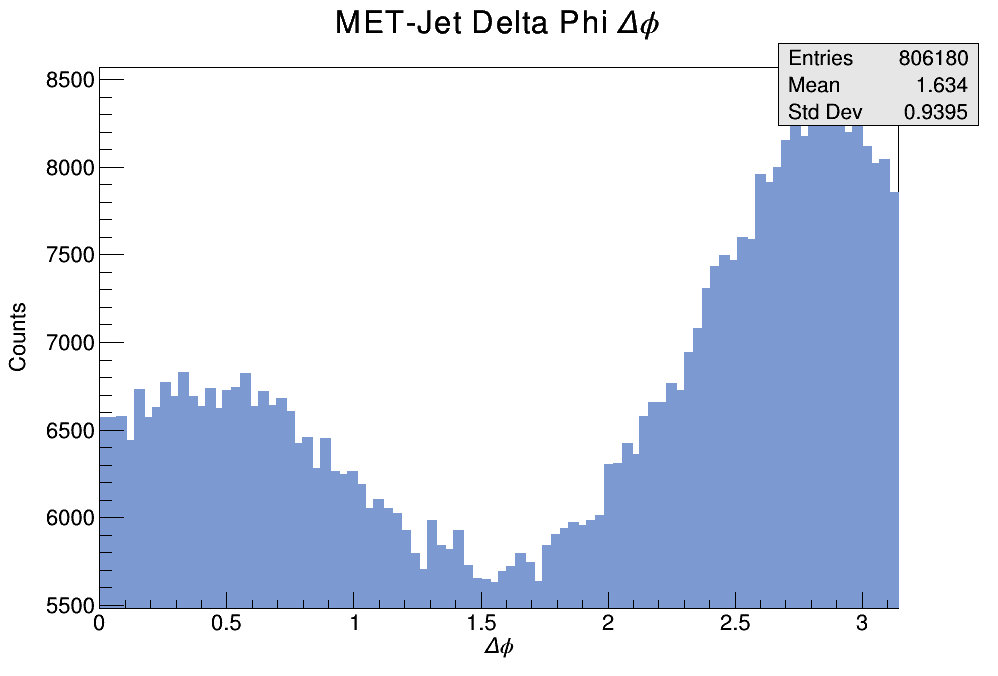 MET-Jet Delta Phi Δϕ
Entries 806180
Mean 1.634
Std Dev 0.9395
8500
8000
7500
7000
6500
6000
5500
Counts
0 0.5 1 1.5 2 2.5 3
Δϕ